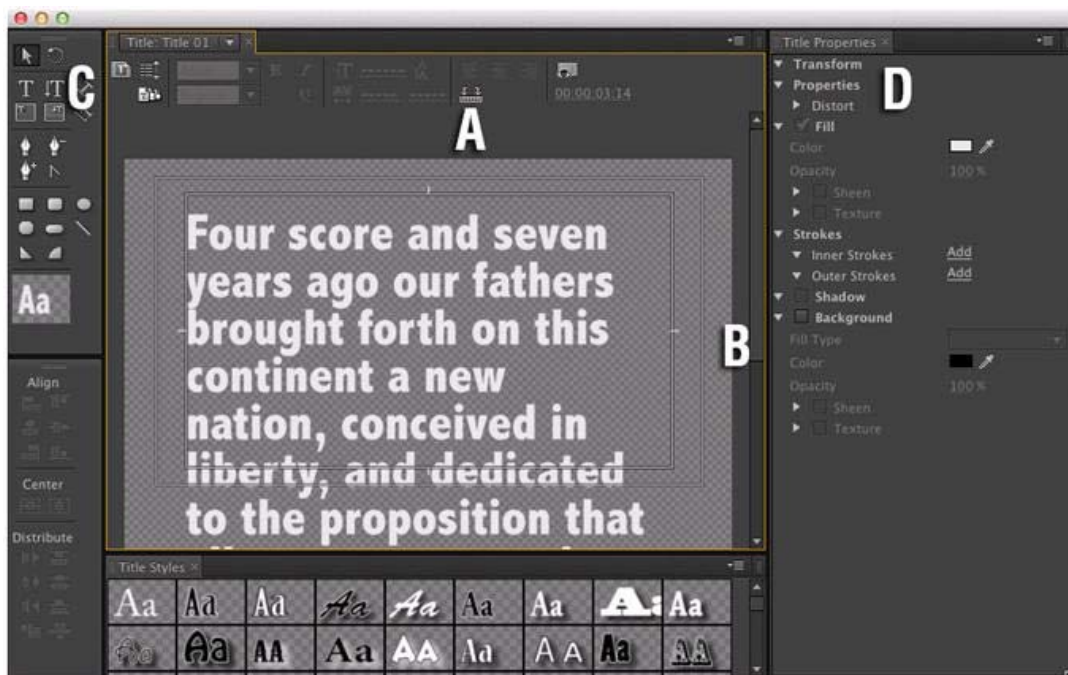 Title: Title 01
Title Properties
Transform
Properties
Distort
Fill
Color
Opacity 100 %
Sheen
Texture
Strokes
Inner Strokes Add
Outer Strokes Add
Shadow
Background
Fill Type
Color
Opacity 100 %
Sheen
Texture
00:00:03:14
A
B
C
D
T
Aa
Four score and seven
years ago our fathers
brought forth on this
continent a new
nation, conceived in
liberty, and dedicated
to the proposition that
Align
Center
Distribute
Title Styles
Aa Aa Aa Aa Aa Aa Aa Aa Aa
Aa Aa AA Aa AA Aa AA Aa AA